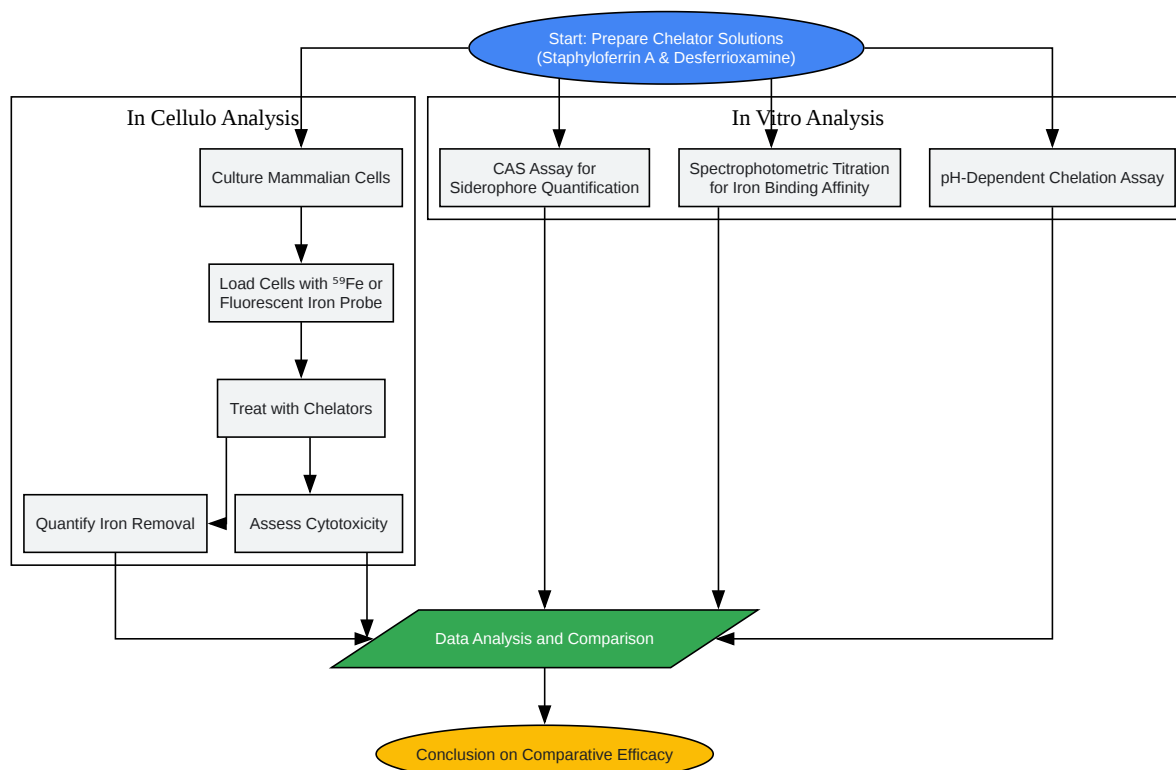 Start: Prepare Chelator Solutions
(Staphyloferrin A & Desferrioxamine)
In Cellulo Analysis
In Vitro Analysis
Culture Mammalian Cells
CAS Assay for
Siderophore Quantification
Spectrophotometric Titration
for Iron Binding Affinity
pH-Dependent Chelation Assay
Load Cells with ⁵⁹Fe or
Fluorescent Iron Probe
Treat with Chelators
Quantify Iron Removal
Assess Cytotoxicity
Data Analysis and Comparison
Conclusion on Comparative Efficacy